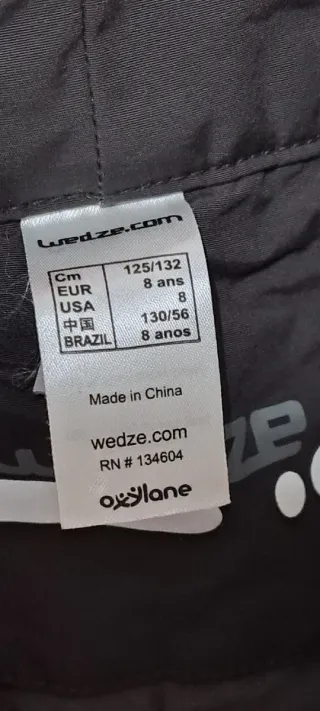 wedze.com
Cm 125/132
EUR 8 ans
USA 8
中国 130/56
BRAZIL 8 anos
Made in China
wedze.com
RN # 134604
oxylane
wedze